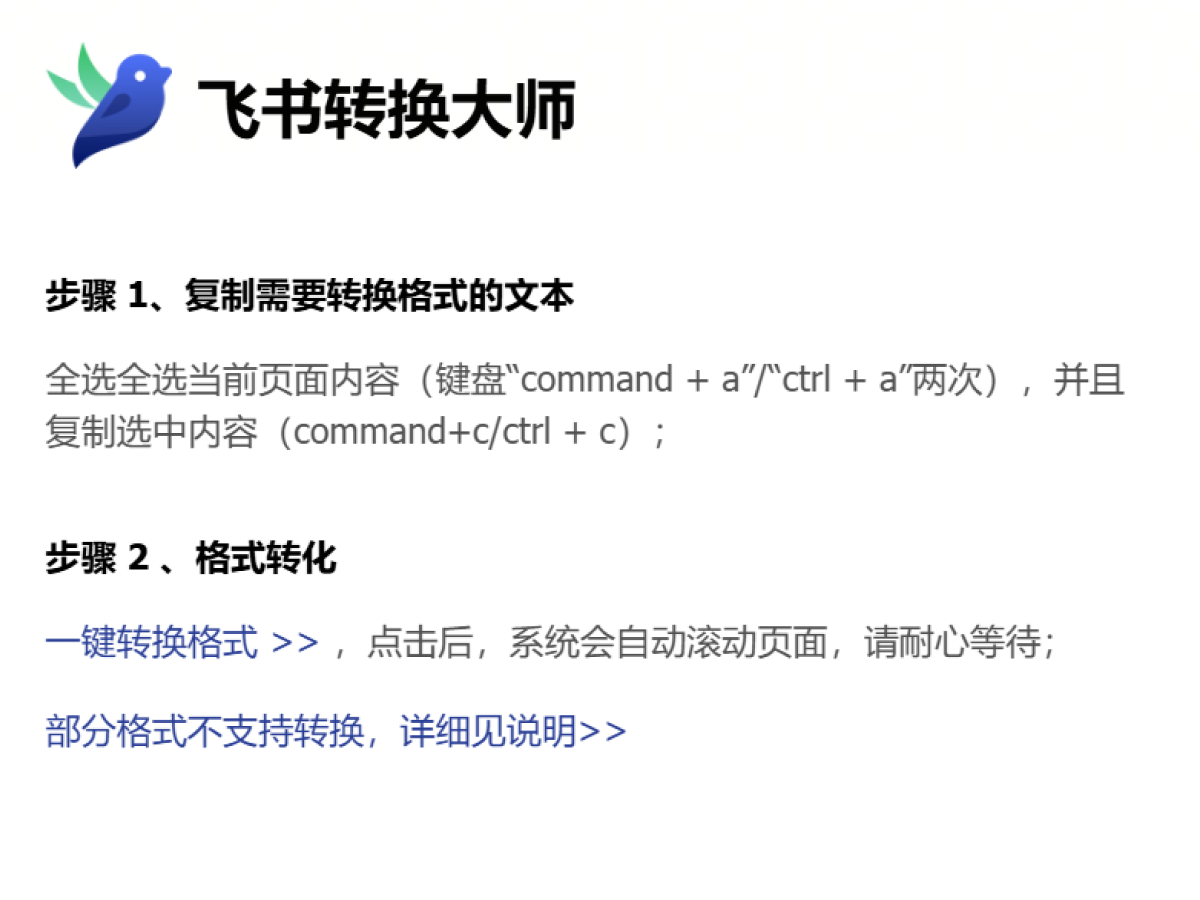 飞书转换大师
步骤 1、复制需要转换格式的文本
全选全选当前页面内容（键盘“command + a”/“ctrl + a”两次），并且
复制选中内容（command+c/ctrl + c）；
步骤 2 、格式转化
一键转换格式 >> ，点击后，系统会自动滚动页面，请耐心等待；
部分格式不支持转换，详细见说明>>